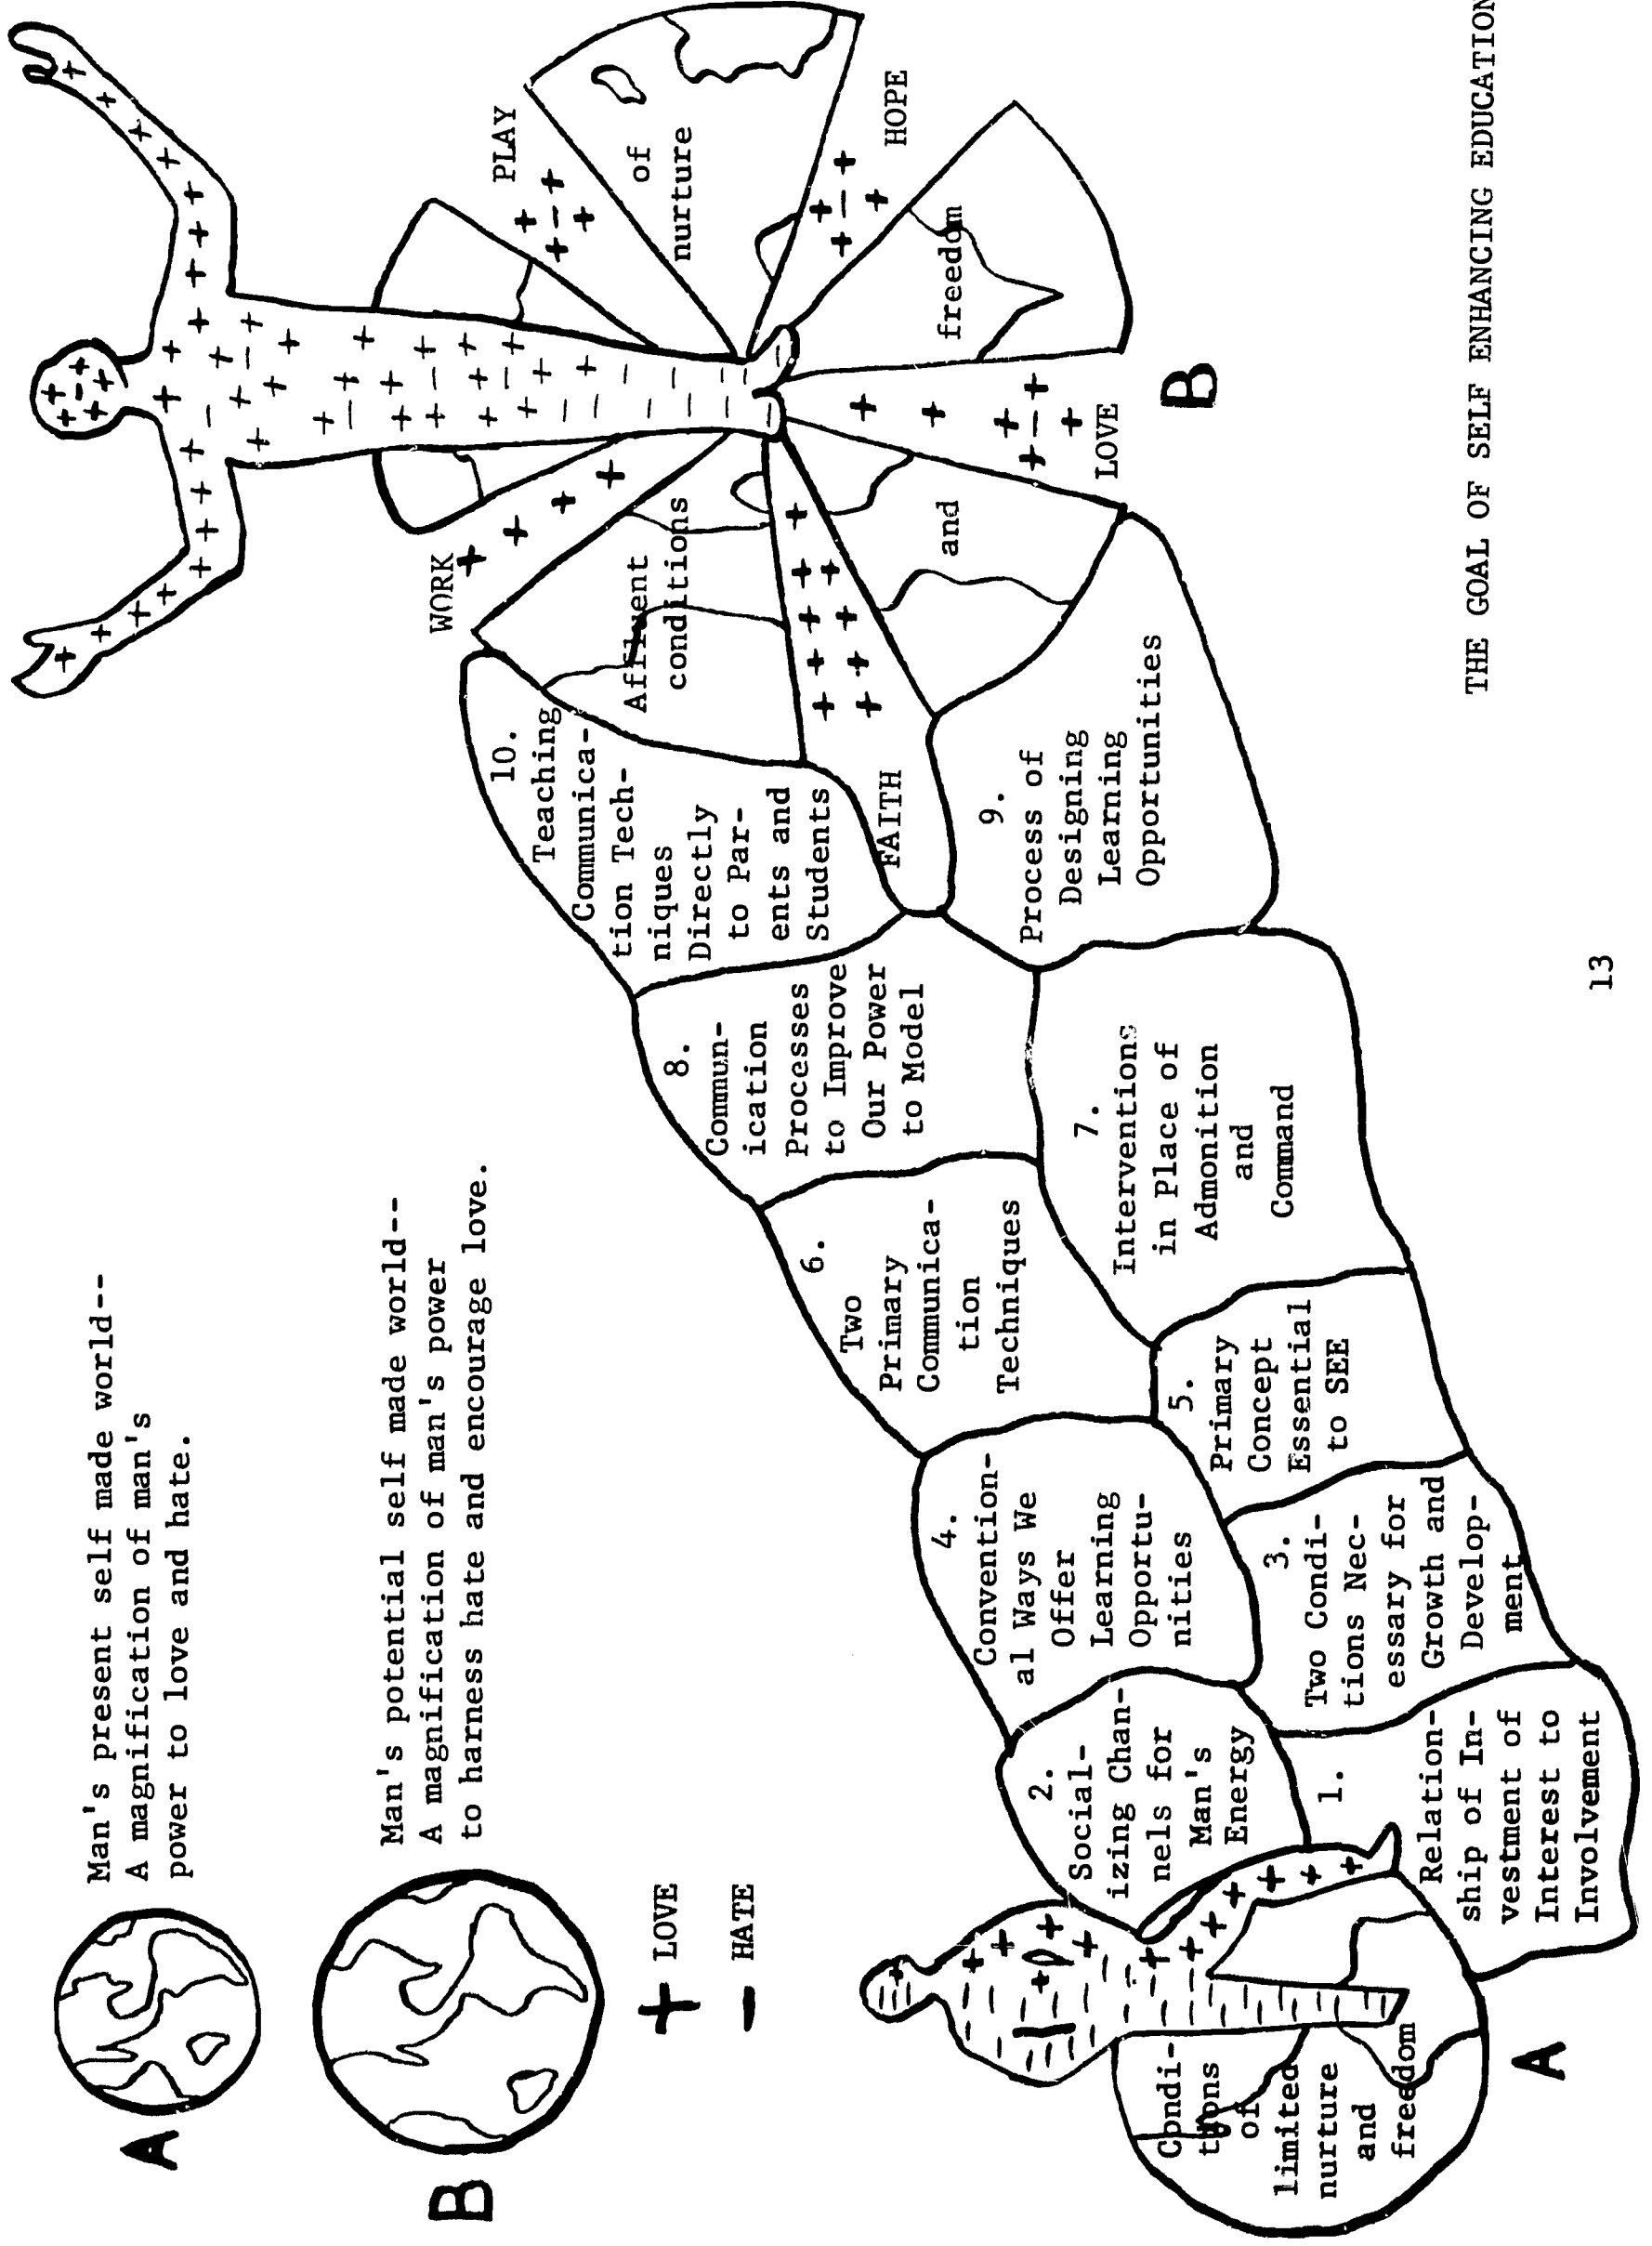 A
Man's present self made world--
A magnification of man's
power to love and hate.
B
Man's potential self made world--
A magnification of man's power
to harness hate and encourage love.
+ LOVE
- HATE
Condi-
tions
of
limited
nurture
and
freedom
A
1.
Relation-
ship of In-
vestment of
Interest to
Involvement
2.
Social-
izing Chan-
nels for
Man's
Energy
3.
Two Condi-
tions Nec-
essary for
Growth and
Develop-
ment
4.
Convention-
al Ways We
Offer
Learning
Opportu-
nities
5.
Primary
Concept
Essential
to SEE
6.
Two
Primary
Communica-
tion
Techniques
7.
Interventions
in Place of
Admonition
and
Command
8.
Commun-
ication
Processes
to Improve
Our Power
to Model
9.
Process of
Designing
Learning
Opportunities
10.
Teaching
Communica-
tion Tech-
niques
Directly
to Par-
ents and
Students
FAITH
WORK
PLAY
HOPE
LOVE
Affluent
conditions
of
nurture
and
freedom
B
THE GOAL OF SELF ENHANCING EDUCATION
13